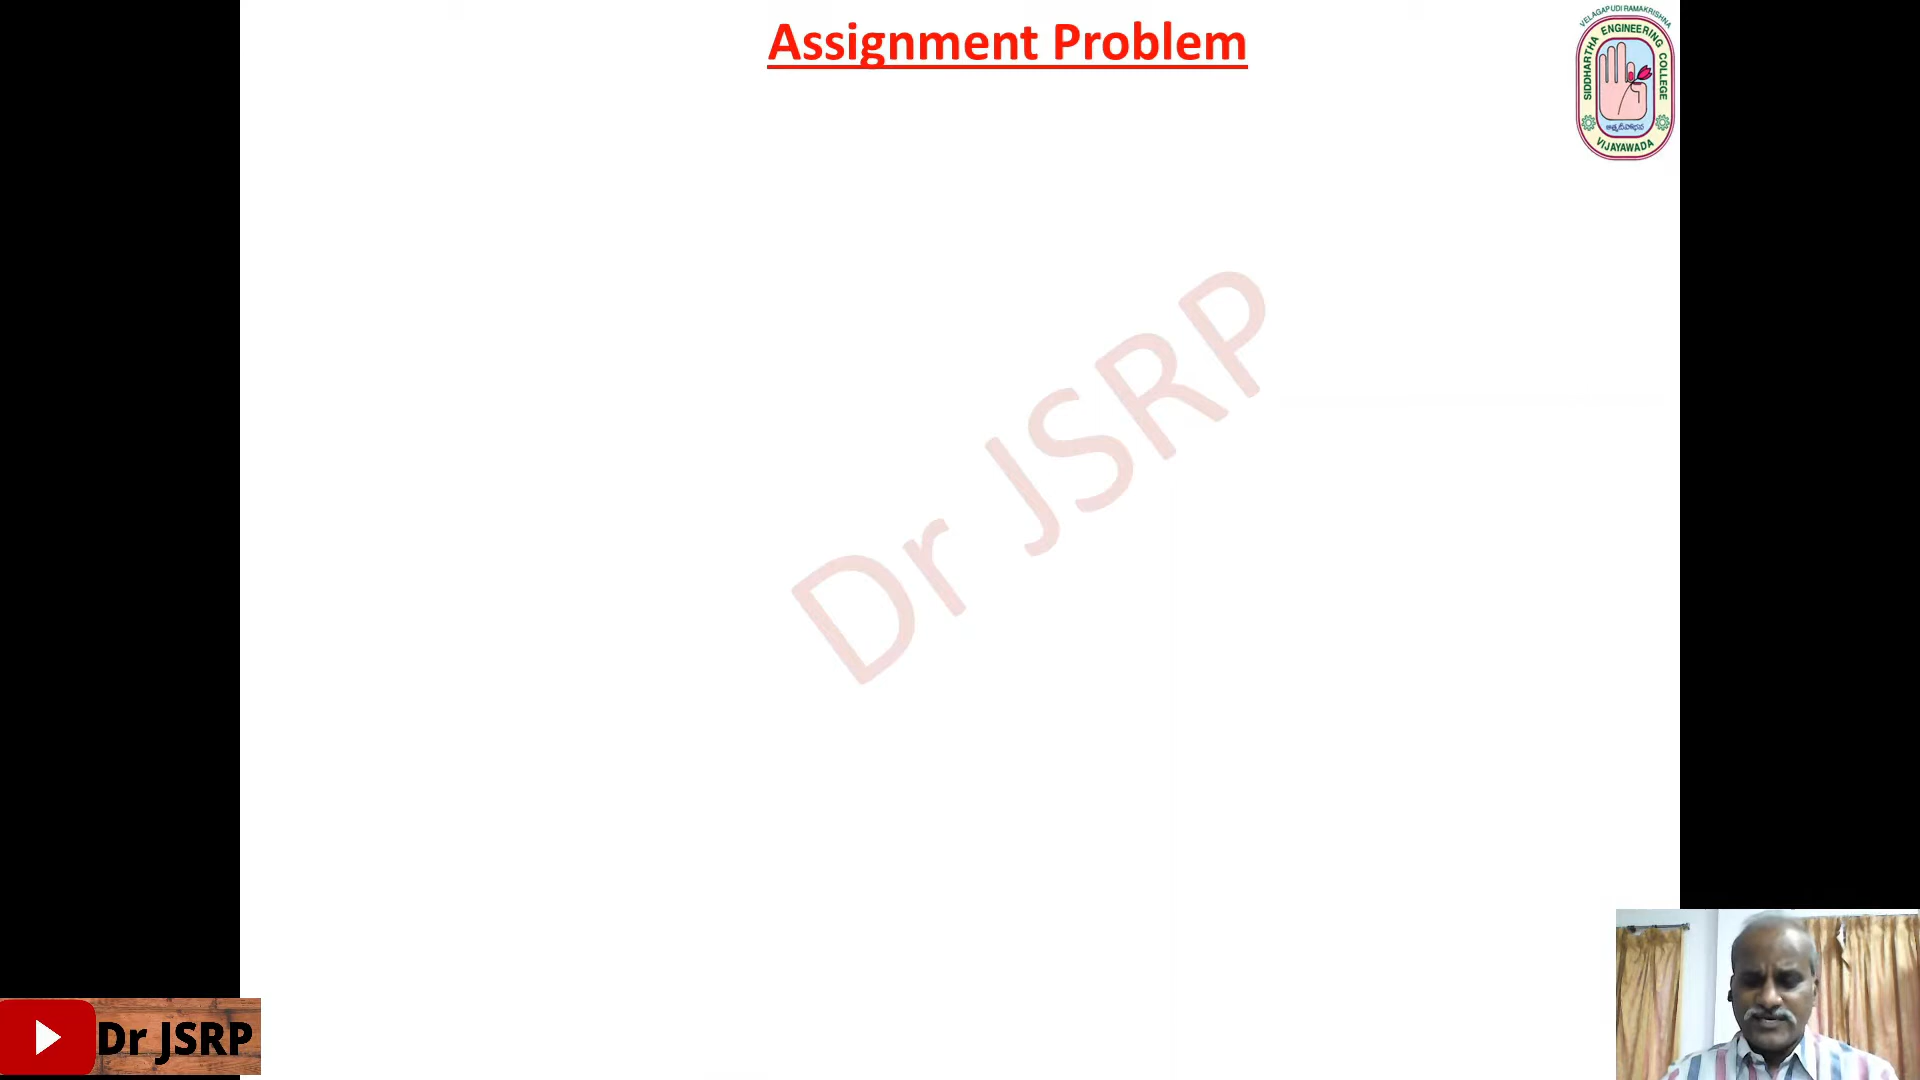 Assignment Problem
VELAGAPUDI RAMAKRISHNA
SIDDHARTHA ENGINEERING COLLEGE
VIJAYAWADA
Dr JSRP
Dr JSRP